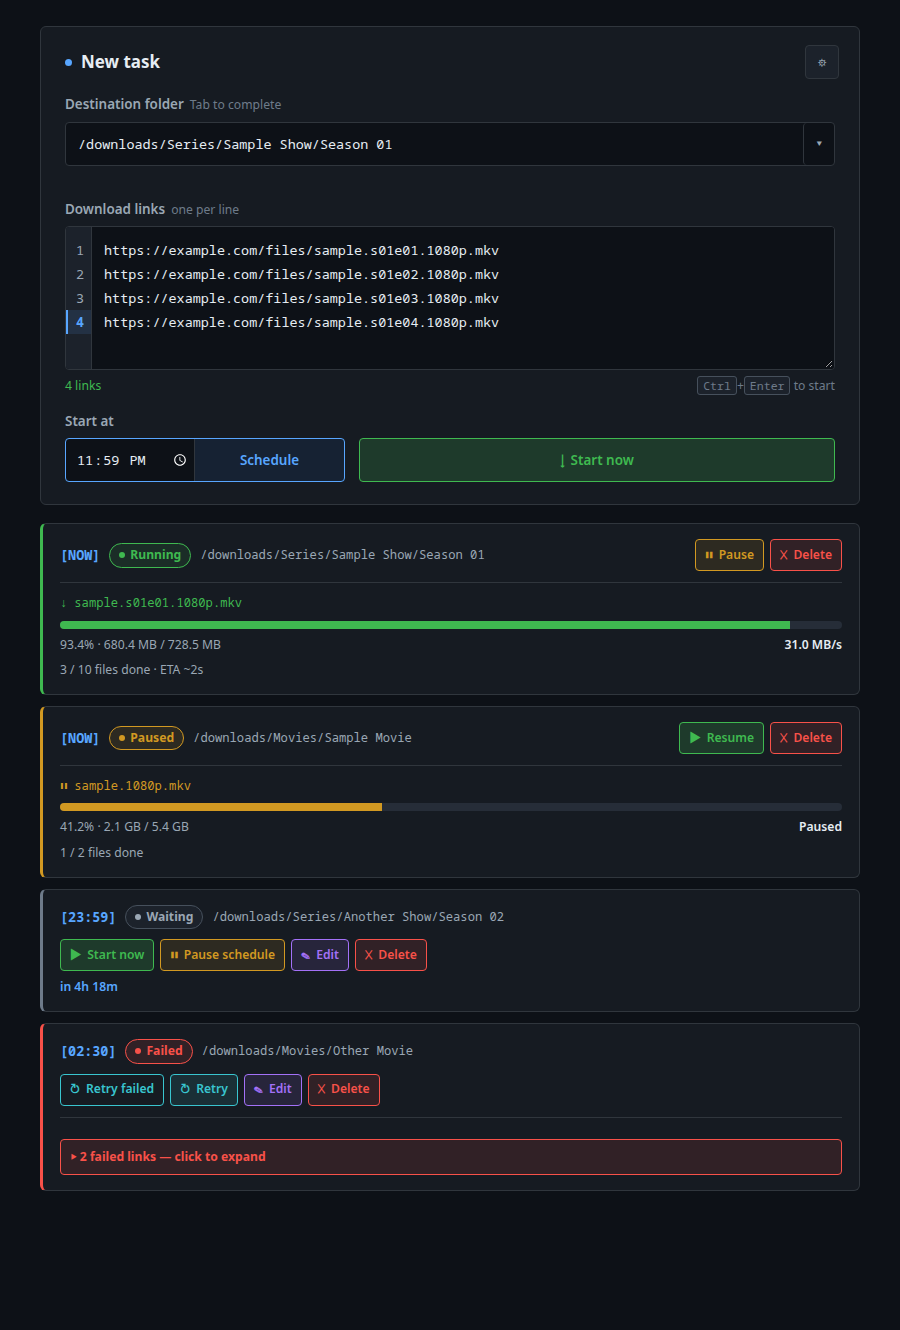 New task
Destination folder Tab to complete
/downloads/Series/Sample Show/Season 01
Download links one per line
1 https://example.com/files/sample.s01e01.1080p.mkv
2 https://example.com/files/sample.s01e02.1080p.mkv
3 https://example.com/files/sample.s01e03.1080p.mkv
4 https://example.com/files/sample.s01e04.1080p.mkv
4 links Ctrl+Enter to start
Start at
11:59 PM Schedule ↓ Start now
[NOW] Running /downloads/Series/Sample Show/Season 01 Pause Delete
↓ sample.s01e01.1080p.mkv
93.4% · 680.4 MB / 728.5 MB 31.0 MB/s
3 / 10 files done · ETA ~2s
[NOW] Paused /downloads/Movies/Sample Movie Resume Delete
sample.1080p.mkv
41.2% · 2.1 GB / 5.4 GB Paused
1 / 2 files done
[23:59] Waiting /downloads/Series/Another Show/Season 02
Start now Pause schedule Edit Delete
in 4h 18m
[02:30] Failed /downloads/Movies/Other Movie
Retry failed Retry Edit Delete
2 failed links — click to expand